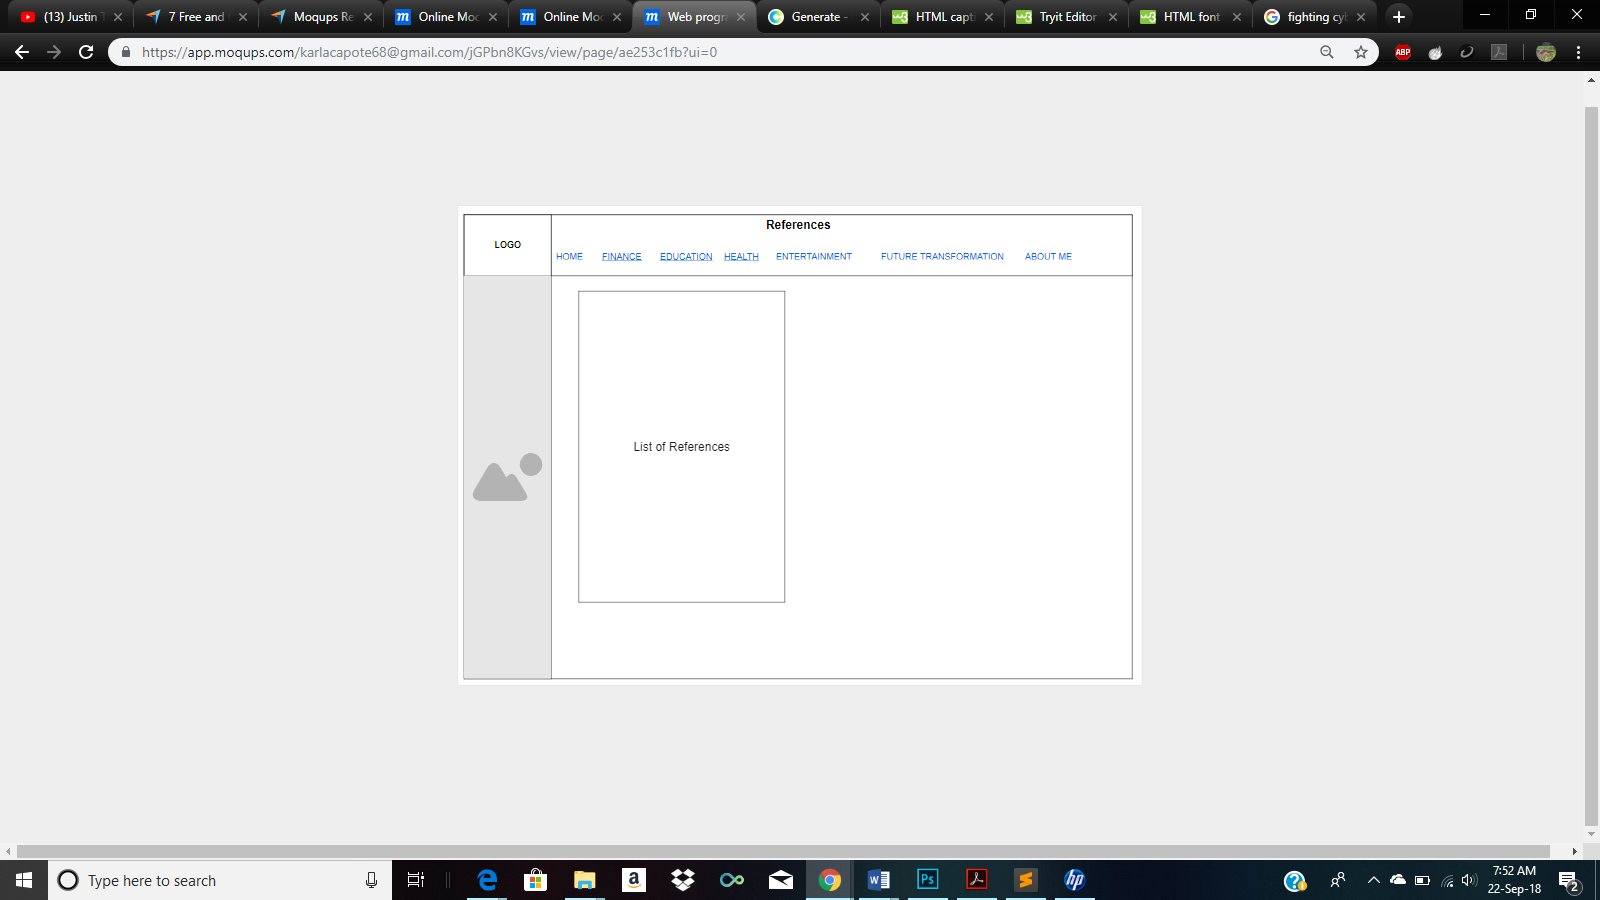 (13) Justin T
7 Free and
Moqups Re
Online Moc
Online Moc
Web progr
Generate -
HTML capti
Tryit Editor
HTML font
fighting cyl
https://app.moqups.com/karlacapote68@gmail.com/jGPbn8KGvs/view/page/ae253c1fb?ui=0
ABP
References
LOGO
HOME FINANCE EDUCATION HEALTH ENTERTAINMENT FUTURE TRANSFORMATION ABOUT ME
List of References
Type here to search
7:52 AM
22-Sep-18
2